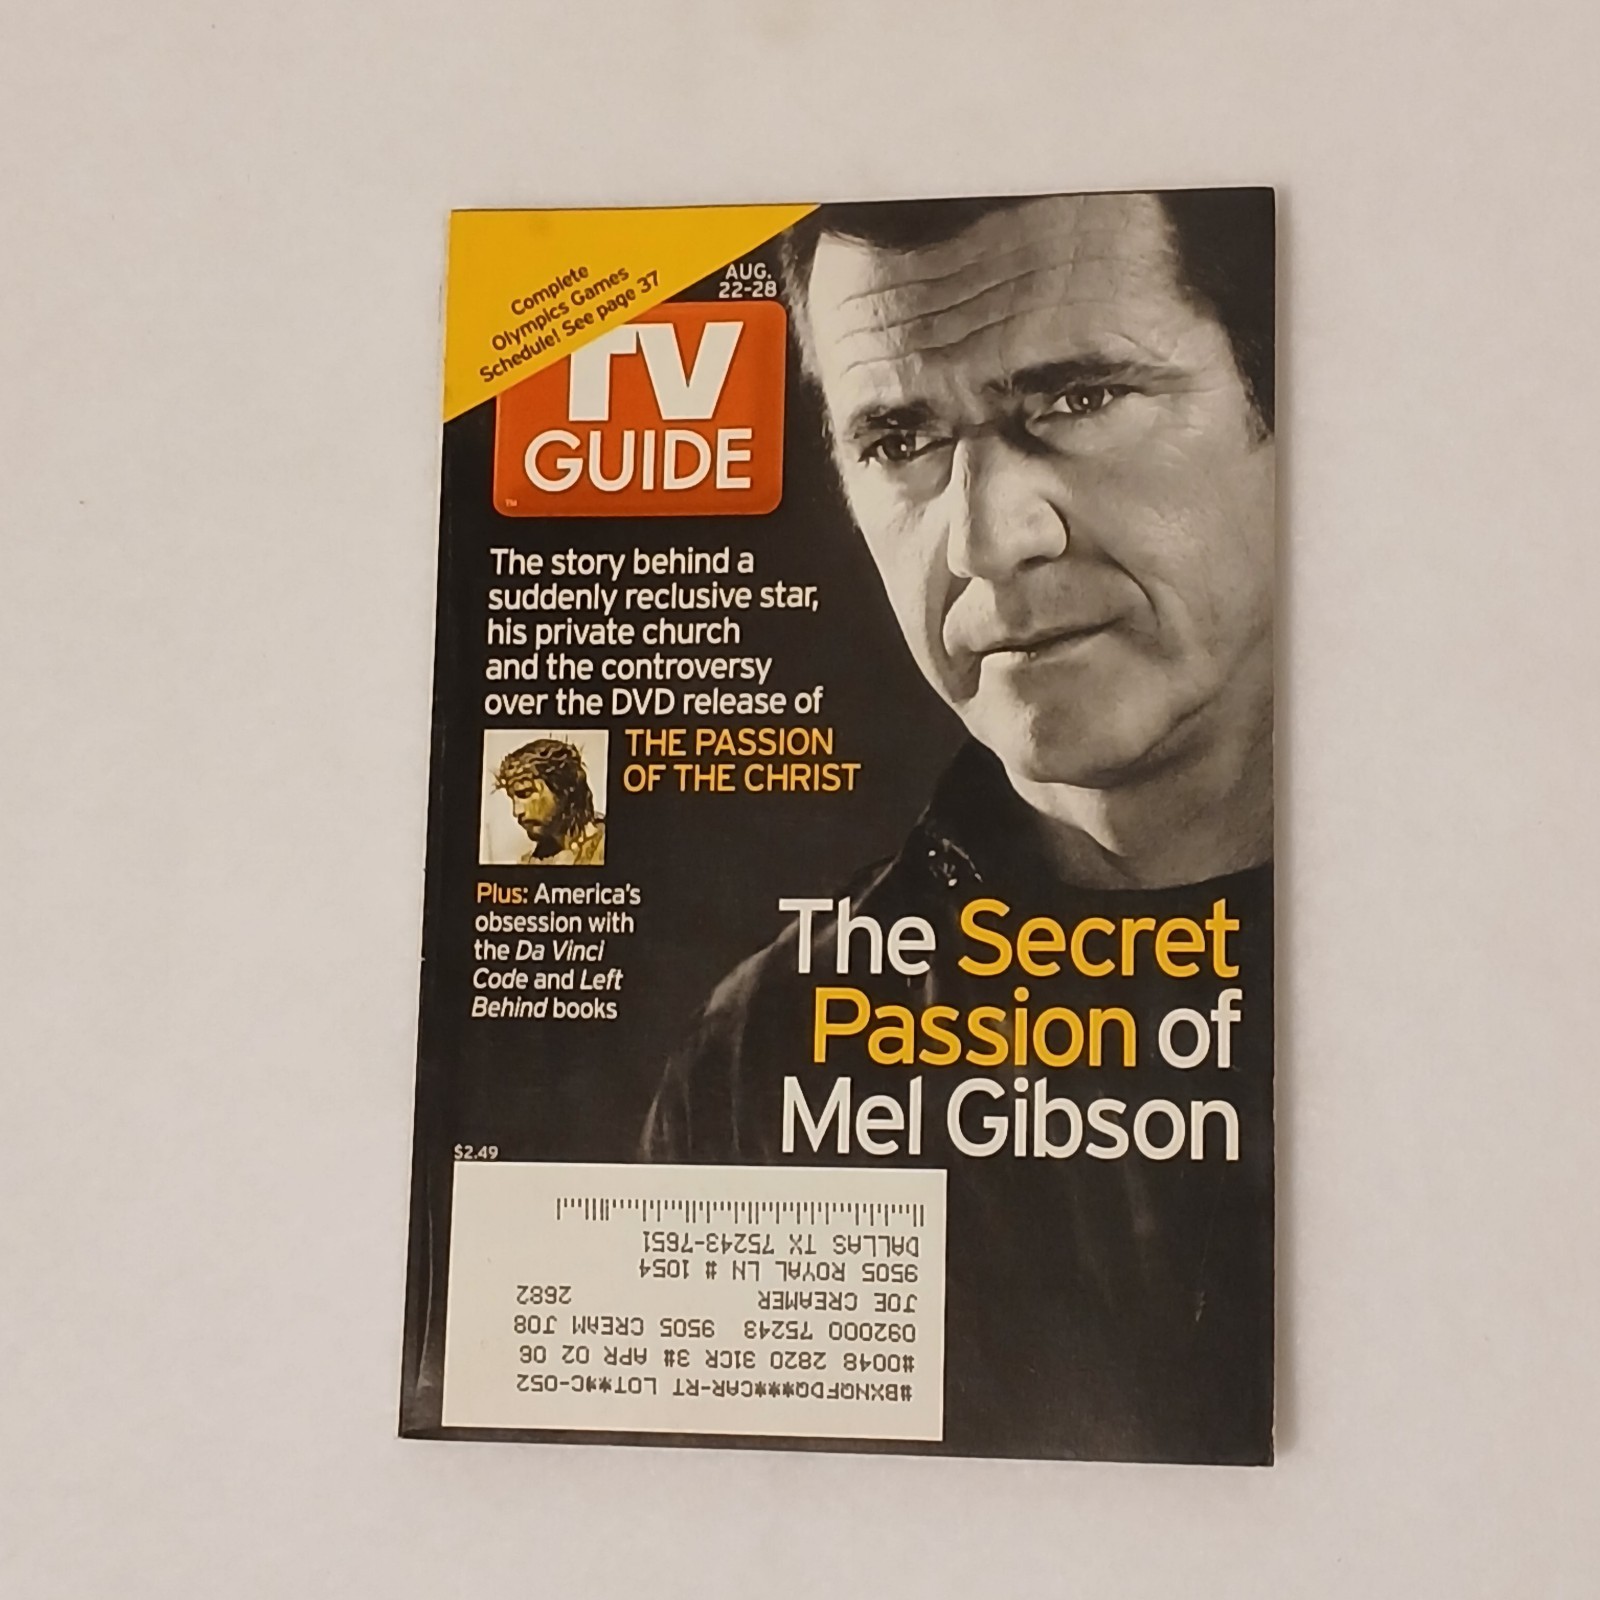 Complete
Olympics Games
Schedule! See page 37
AUG.
22-28
TV
GUIDE
TM
The story behind a
suddenly reclusive star,
his private church
and the controversy
over the DVD release of
THE PASSION
OF THE CHRIST
Plus: America's
obsession with
the Da Vinci
Code and Left
Behind books
The Secret
Passion of
Mel Gibson
$2.49
#BXNQFDQ***CAR-RT LOT**C-052
#0048 2820 31CR 3# APR 02 06
092000 75243 9505 CREAM J08
JOE CREAMER 2682
9505 ROYAL LN # 1054
DALLAS TX 75243-7651